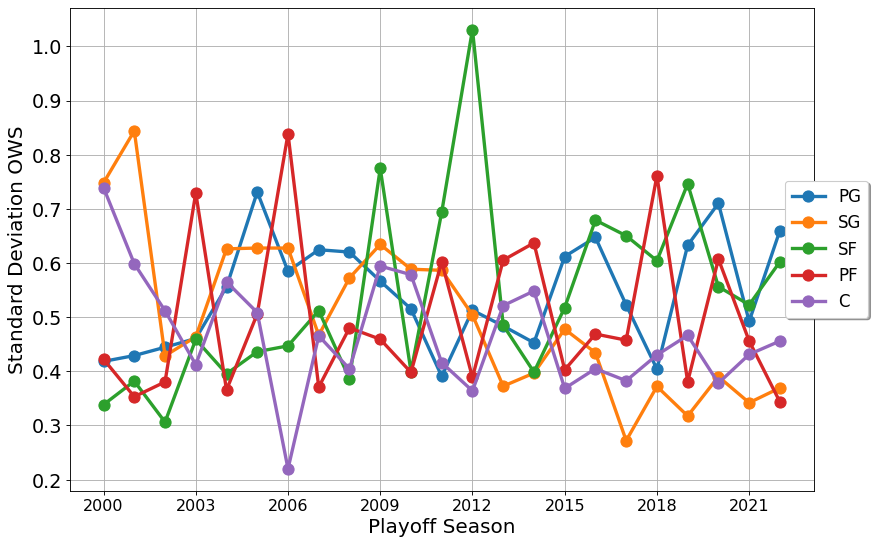 1.0
0.9
0.8
0.7
0.6
0.5
0.4
0.3
0.2
Standard Deviation OWS
PG
SG
SF
PF
C
2000 2003 2006 2009 2012 2015 2018 2021
Playoff Season